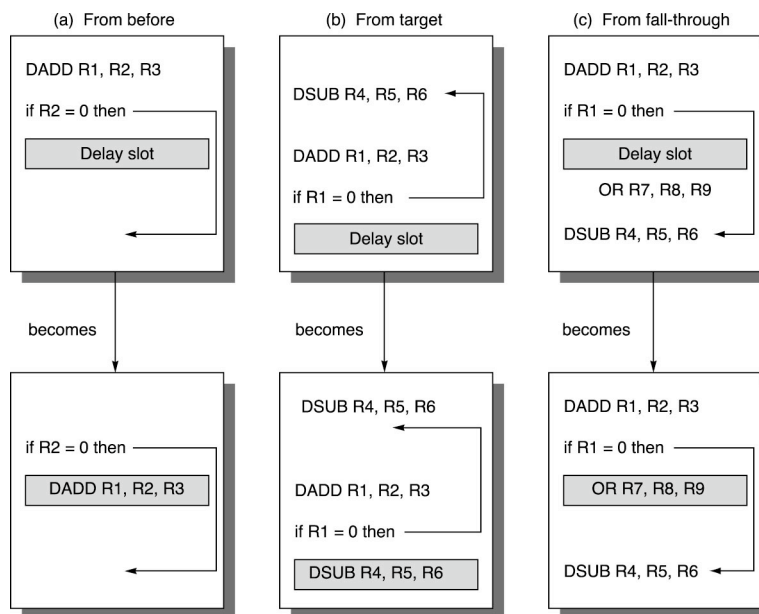 (a) From before
DADD R1, R2, R3
if R2 = 0 then
Delay slot
becomes
if R2 = 0 then
DADD R1, R2, R3
(b) From target
DSUB R4, R5, R6
DADD R1, R2, R3
if R1 = 0 then
Delay slot
becomes
DSUB R4, R5, R6
DADD R1, R2, R3
if R1 = 0 then
DSUB R4, R5, R6
(c) From fall-through
DADD R1, R2, R3
if R1 = 0 then
Delay slot
OR R7, R8, R9
DSUB R4, R5, R6
becomes
DADD R1, R2, R3
if R1 = 0 then
OR R7, R8, R9
DSUB R4, R5, R6